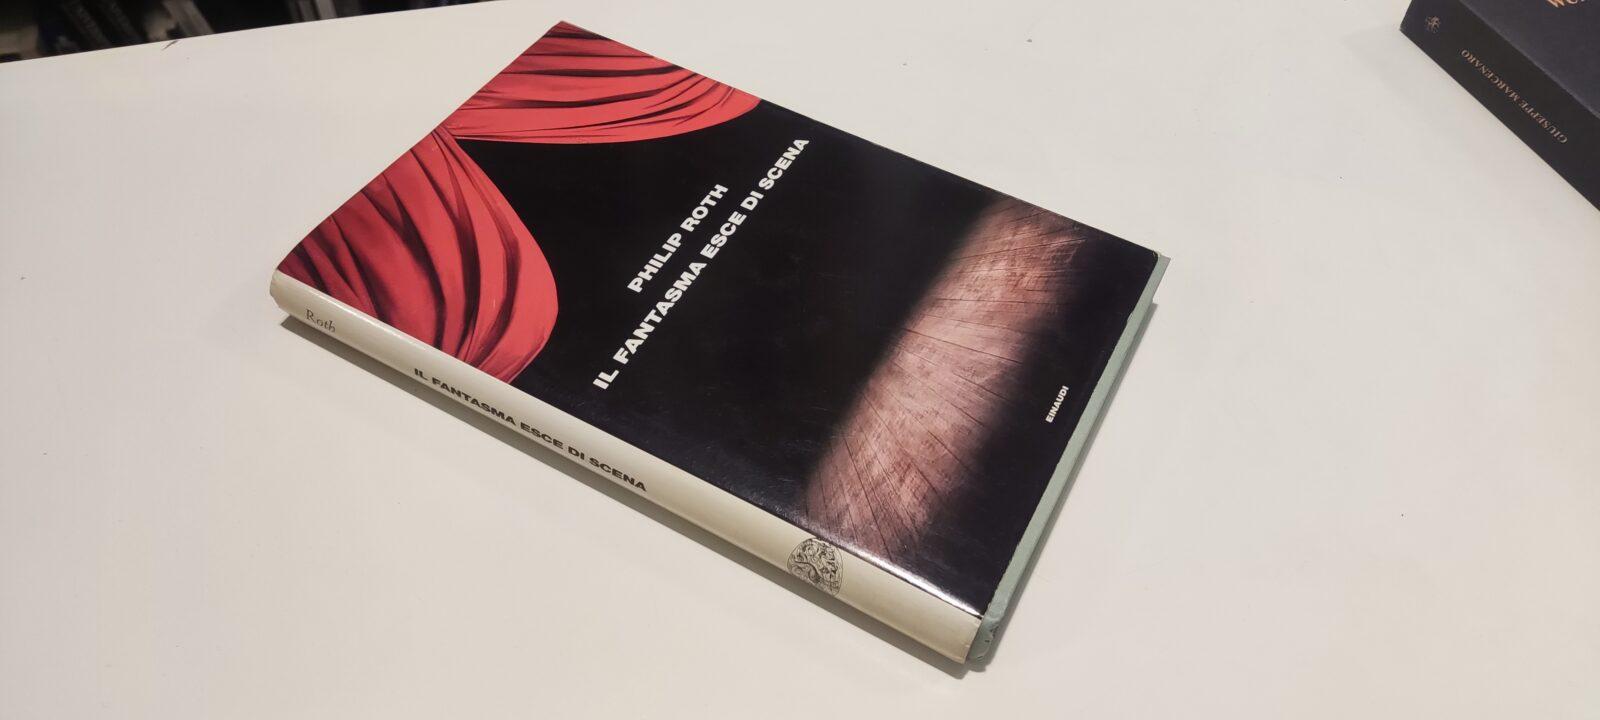 PHILIP ROTH
IL FANTASMA ESCE DI SCENA
EINAUDI
Roth
IL FANTASMA ESCE DI SCENA
GIUSEPPE MARCENARO